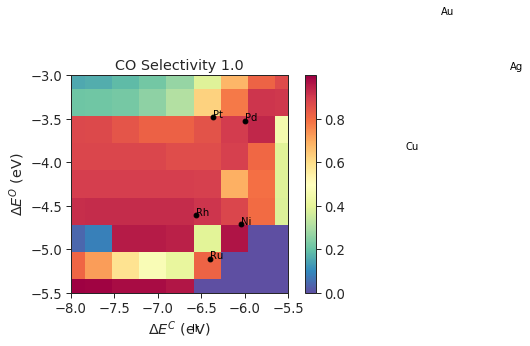 Au
CO Selectivity 1.0
Ag
−3.0
−3.5
−4.0
−4.5
−5.0
−5.5
ΔE^O (eV)
Pt
Pd
Cu
Rh
Ni
Ru
0.8
0.6
0.4
0.2
0.0
−8.0 −7.5 −7.0 −6.5 −6.0 −5.5
ΔE^C (eV)
Ir